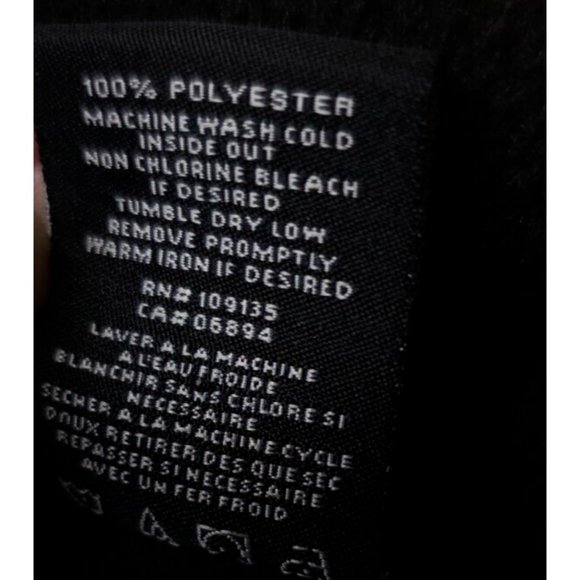 100% POLYESTER
MACHINE WASH COLD
INSIDE OUT
NON CHLORINE BLEACH
IF DESIRED
TUMBLE DRY LOW
REMOVE PROMPTLY
WARM IRON IF DESIRED
RN# 109135
CA# 06894
LAVER A LA MACHINE
A L'EAU FROIDE
BLANCHIR SANS CHLORE SI
NECESSAIRE
SECHER A LA MACHINE CYCLE
DOUX RETIRER DES QUE SEC
REPASSER SI NECESSAIRE
AVEC UN FER FROID